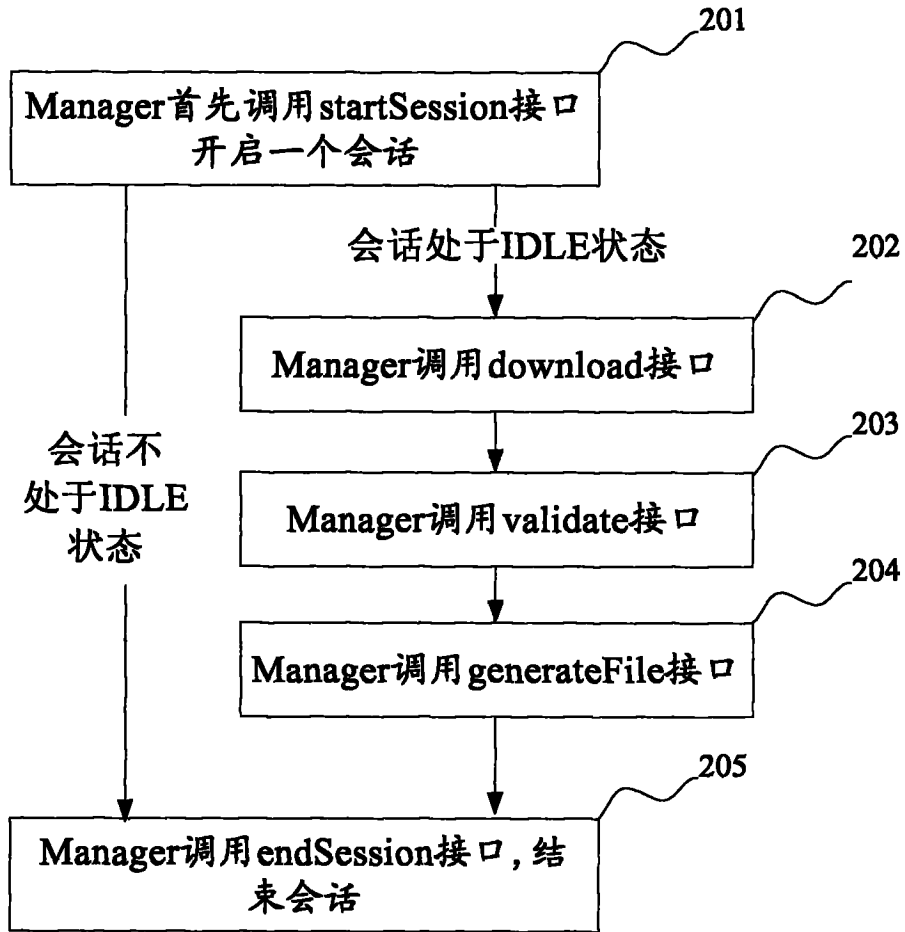 201
Manager首先调用startSession接口
开启一个会话
会话处于IDLE状态
202
Manager调用download接口
会话不
处于IDLE
状态
203
Manager调用validate接口
204
Manager调用generateFile接口
205
Manager调用endSession接口,结
束会话